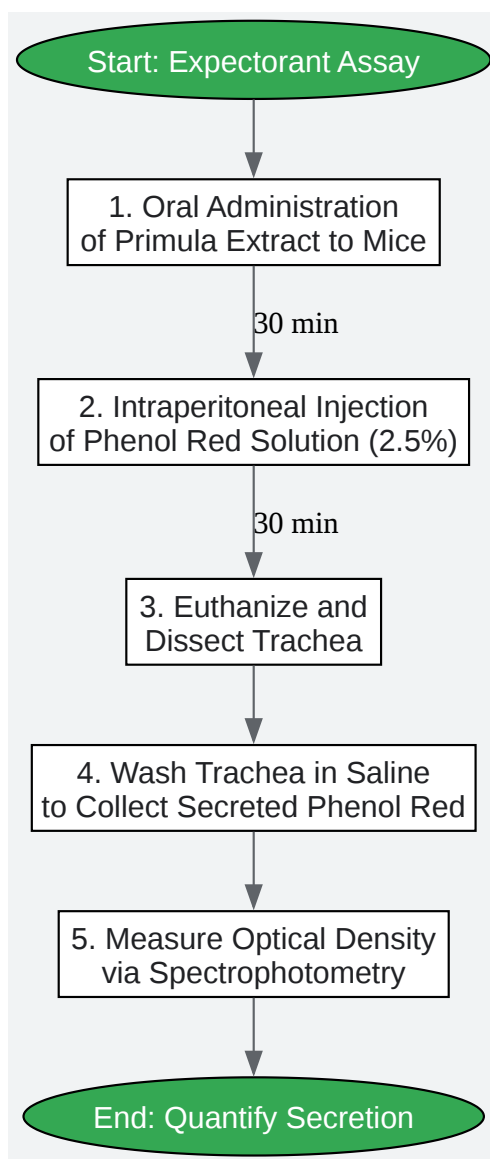 Start: Expectorant Assay
1. Oral Administration
of Primula Extract to Mice
30 min
2. Intraperitoneal Injection
of Phenol Red Solution (2.5%)
30 min
3. Euthanize and
Dissect Trachea
4. Wash Trachea in Saline
to Collect Secreted Phenol Red
5. Measure Optical Density
via Spectrophotometry
End: Quantify Secretion